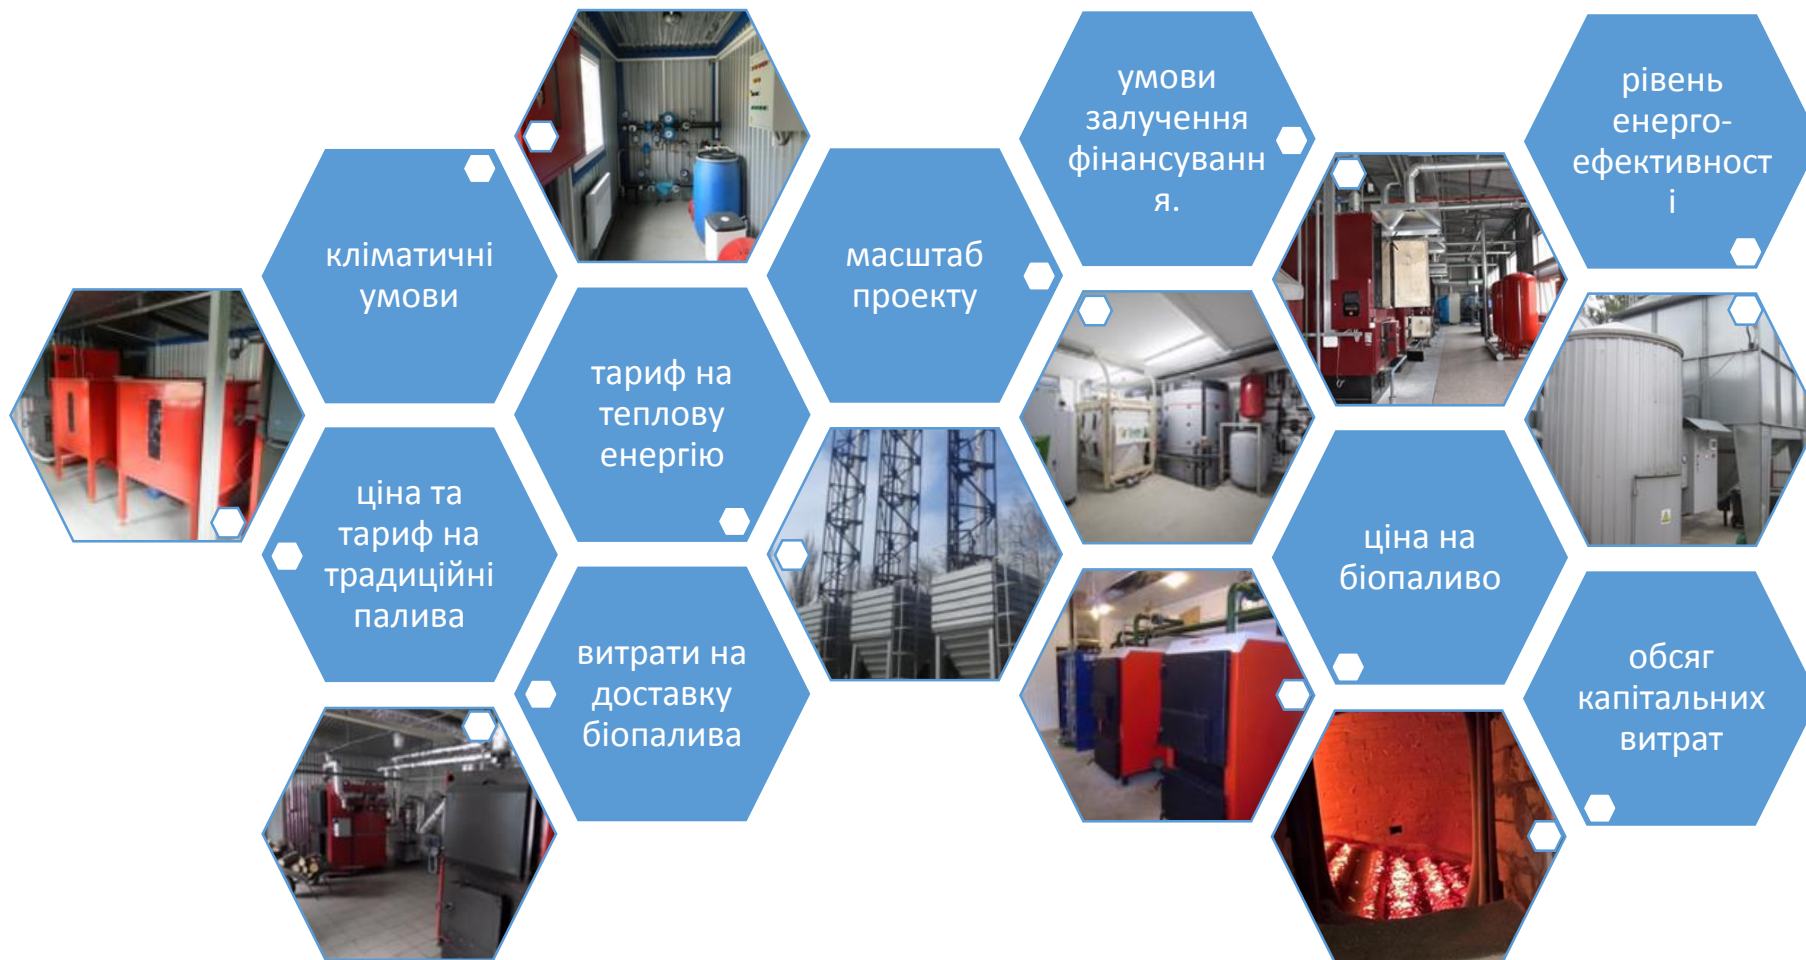 кліматичні
умови
ціна та
тариф на
традиційні
палива
тариф на
теплову
енергію
витрати на
доставку
біопалива
масштаб
проекту
умови
залучення
фінансуванн
я.
ціна на
біопаливо
рівень
енерго-
ефективност
і
обсяг
капітальних
витрат